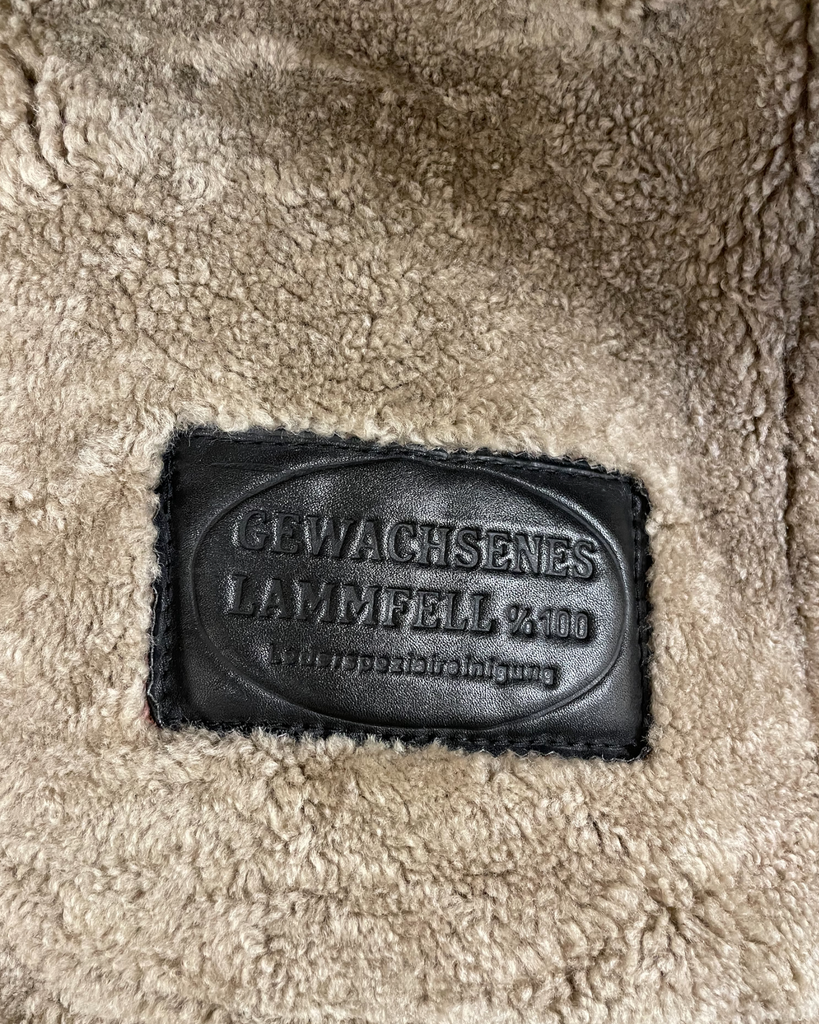 GEWACHSENES
LAMMFELL %100
Lederspezialreinigung